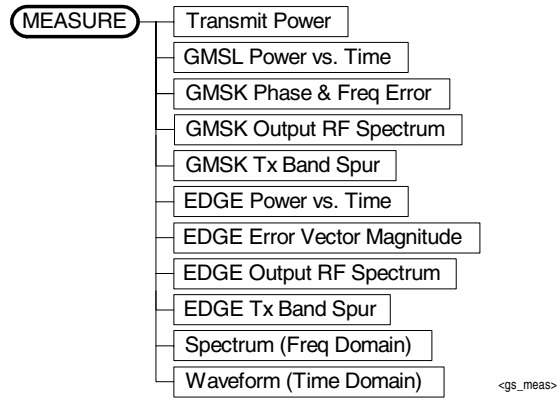 MEASURE
Transmit Power
GMSL Power vs. Time
GMSK Phase & Freq Error
GMSK Output RF Spectrum
GMSK Tx Band Spur
EDGE Power vs. Time
EDGE Error Vector Magnitude
EDGE Output RF Spectrum
EDGE Tx Band Spur
Spectrum (Freq Domain)
Waveform (Time Domain)
<gs_meas>